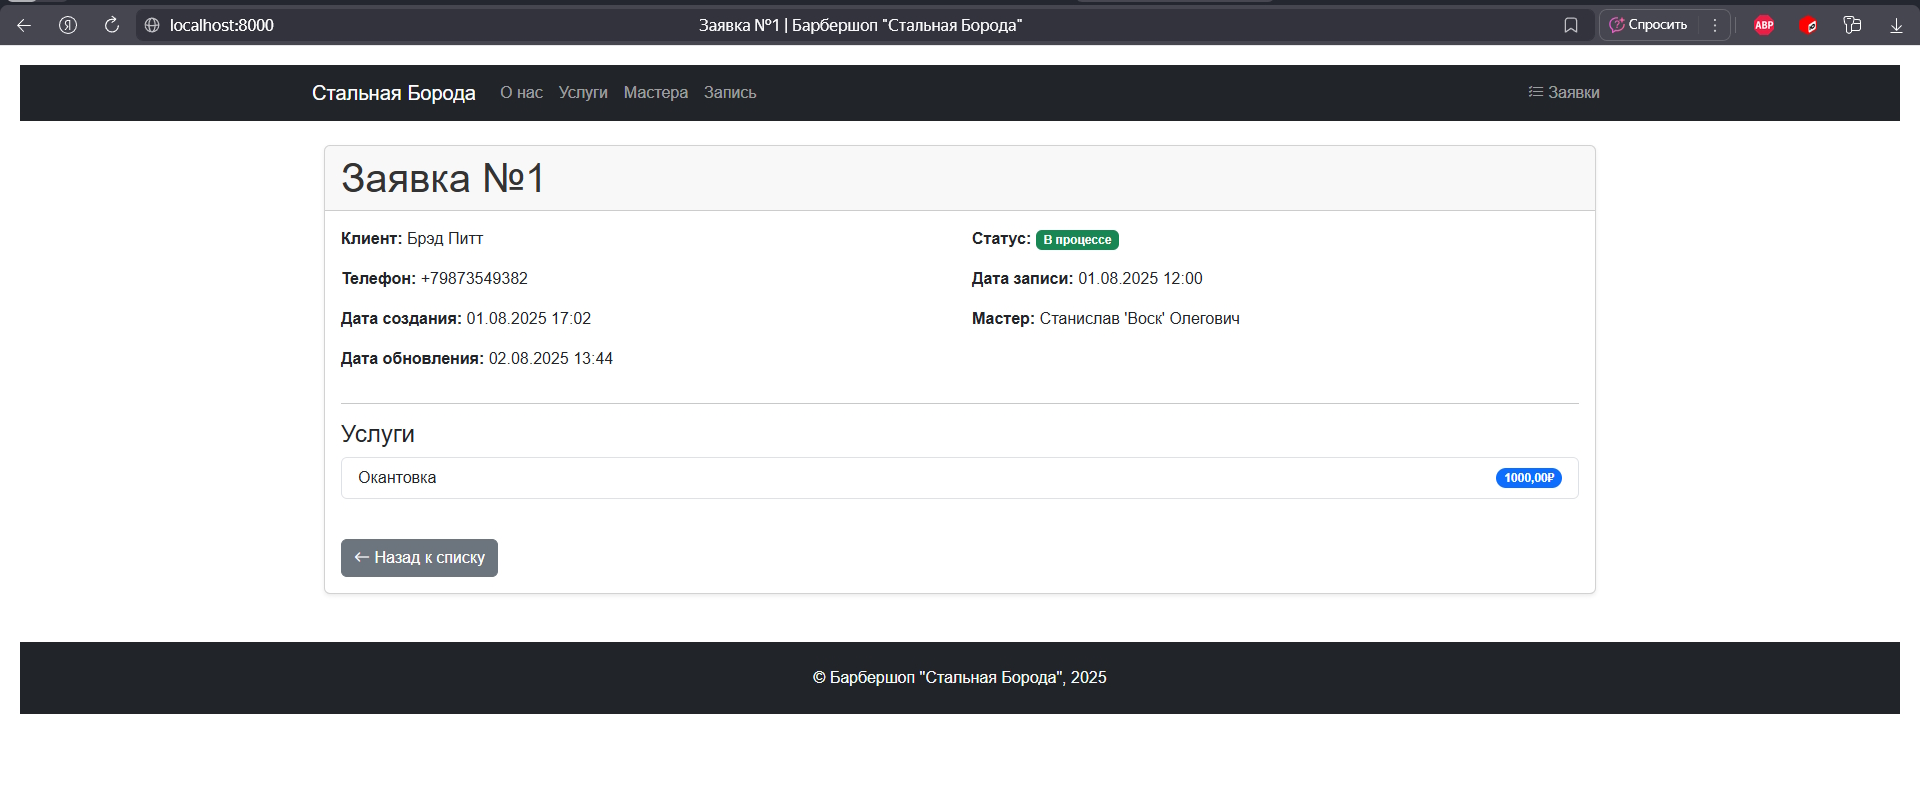 localhost:8000 Заявка №1 | Барбершоп "Стальная Борода" Спросить ABP
Стальная Борода О нас Услуги Мастера Запись Заявки
Заявка №1
Клиент: Брэд Питт
Телефон: +79873549382
Дата создания: 01.08.2025 17:02
Дата обновления: 02.08.2025 13:44
Статус: В процессе
Дата записи: 01.08.2025 12:00
Мастер: Станислав 'Воск' Олегович
Услуги
Окантовка 1000,00₽
← Назад к списку
© Барбершоп "Стальная Борода", 2025